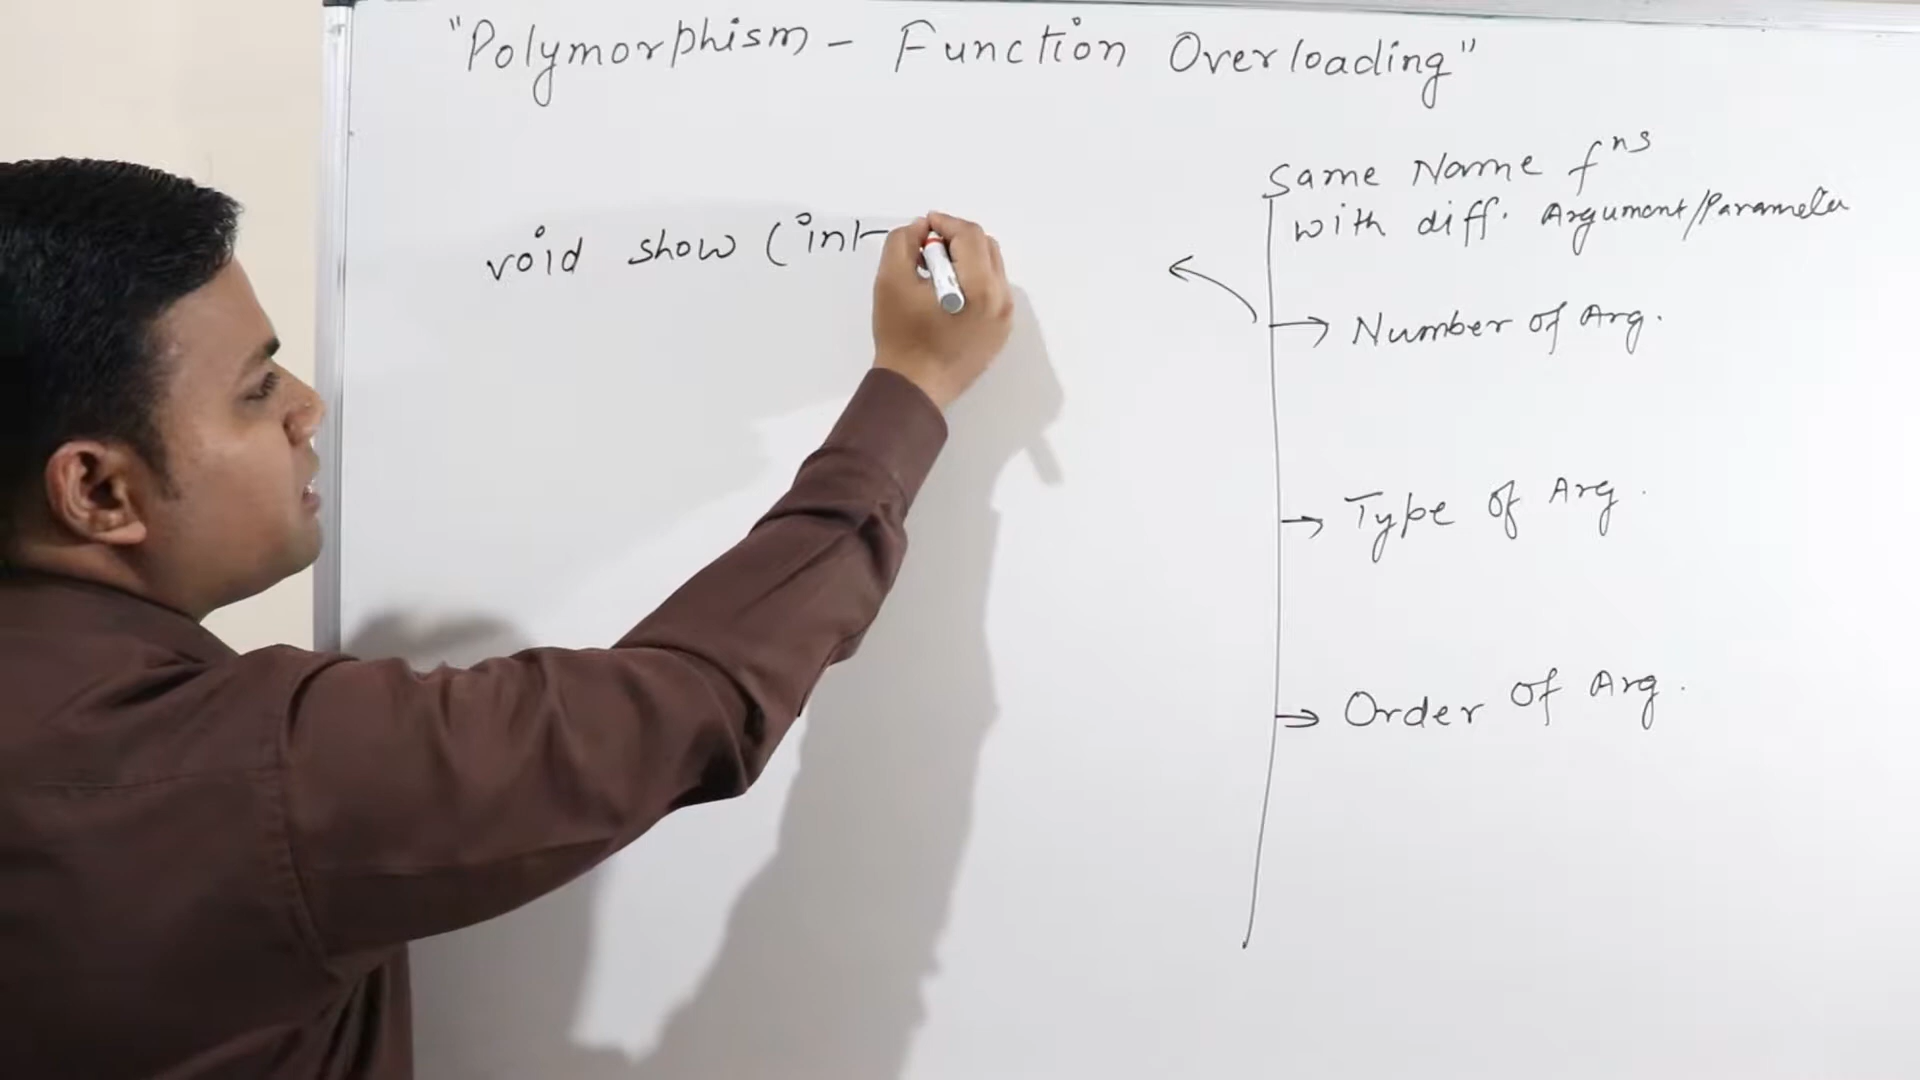 "Polymorphism - Function Overloading"
void show (int
Same Name fns
with diff. Argument/Parameter
→ Number of Arg.
→ Type of Arg.
→ Order of Arg.